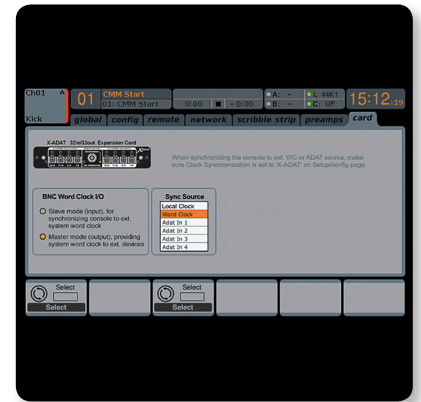 Ch01 A
01
CMM Start
01: CMM Start
0:00
- 0:00
A: -
B: -
L 44K1
C: UF
15:12:19
Kick
global
config
remote
network
scribble strip
preamps
card
X-ADAT 32in/32out Expansion Card
When synchronizing the console to ext. WC or ADAT source, make
sure Clock Synchronization is set to 'X-ADAT' on Setup/config
page.
BNC Word Clock I/O
Slave mode (input), for
synchronizing console to ext.
system word clock
Master mode (output), providing
system word clock to ext. devices
Sync Source
Local Clock
Word Clock
Adat In 1
Adat In 2
Adat In 3
Adat In 4
Select
Select
Select
Select